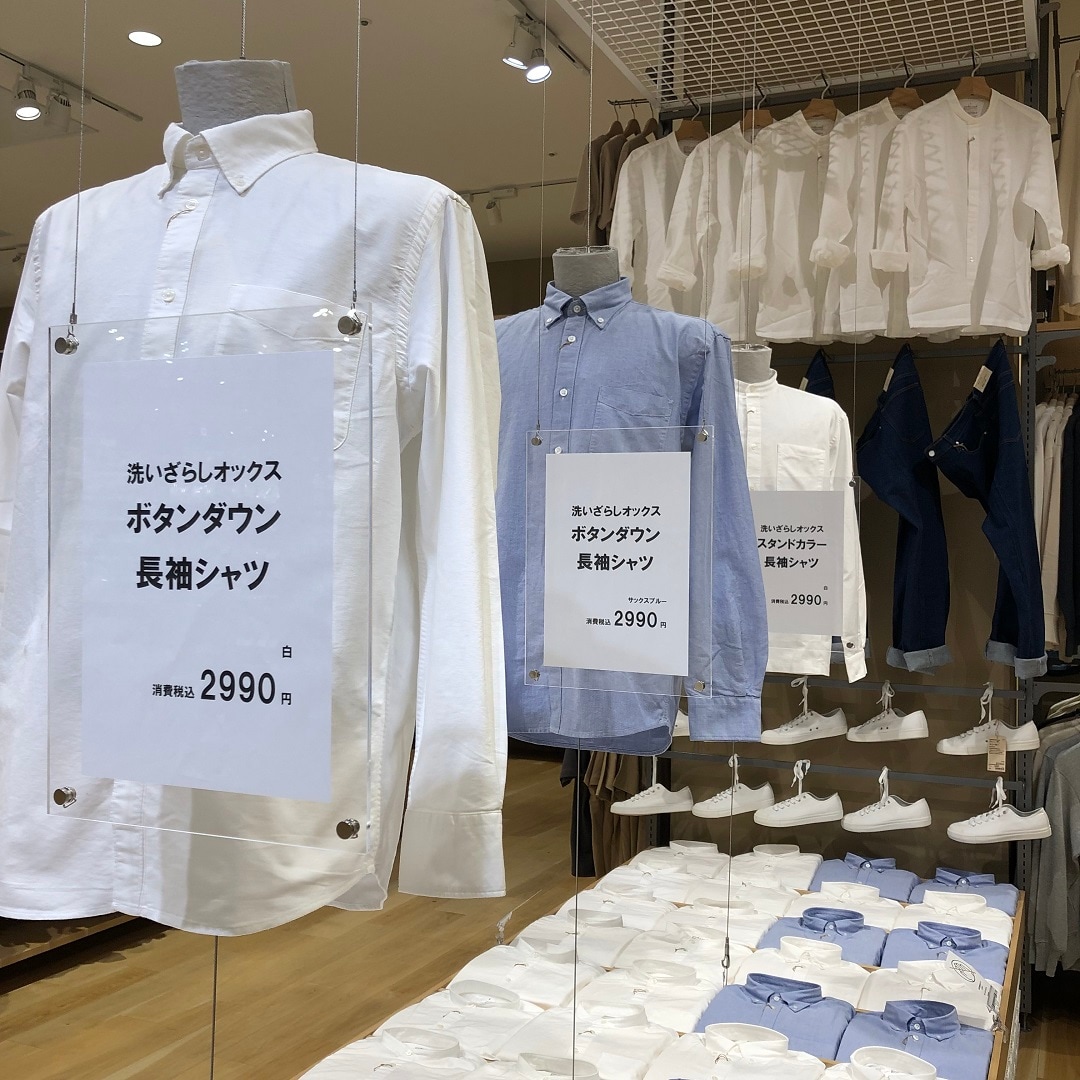 洗いざらしオックス
ボタンダウン
長袖シャツ
白
消費税込 2990 円
洗いざらしオックス
ボタンダウン
長袖シャツ
サックスブルー
消費税込 2990 円
洗いざらしオックス
スタンドカラー
長袖シャツ
白
消費税込 2990 円